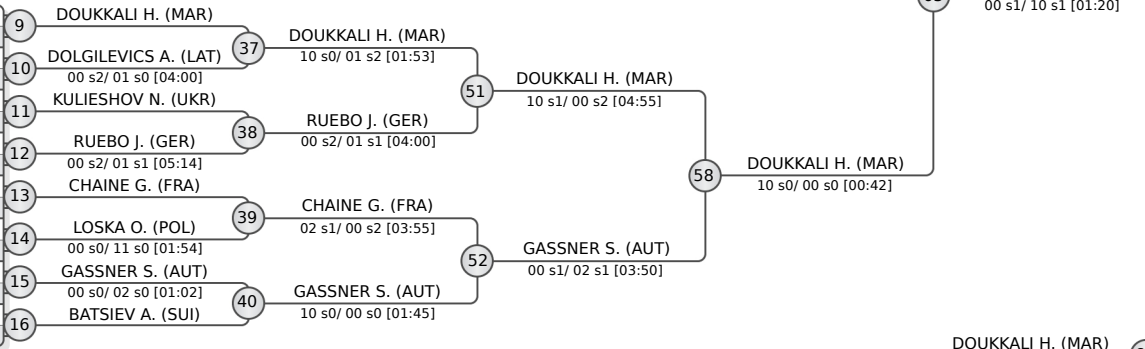 00 s1/ 10 s1 [01:20]
9
DOUKKALI H. (MAR)
10
DOLGILEVICS A. (LAT)
00 s2/ 01 s0 [04:00]
37
DOUKKALI H. (MAR)
10 s0/ 01 s2 [01:53]
11
KULIESHOV N. (UKR)
12
RUEBO J. (GER)
00 s2/ 01 s1 [05:14]
38
RUEBO J. (GER)
00 s2/ 01 s1 [04:00]
51
DOUKKALI H. (MAR)
10 s1/ 00 s2 [04:55]
13
CHAINE G. (FRA)
14
LOSKA O. (POL)
00 s0/ 11 s0 [01:54]
39
CHAINE G. (FRA)
02 s1/ 00 s2 [03:55]
15
GASSNER S. (AUT)
00 s0/ 02 s0 [01:02]
16
BATSIEV A. (SUI)
40
GASSNER S. (AUT)
10 s0/ 00 s0 [01:45]
52
GASSNER S. (AUT)
00 s1/ 02 s1 [03:50]
58
DOUKKALI H. (MAR)
10 s0/ 00 s0 [00:42]
DOUKKALI H. (MAR)